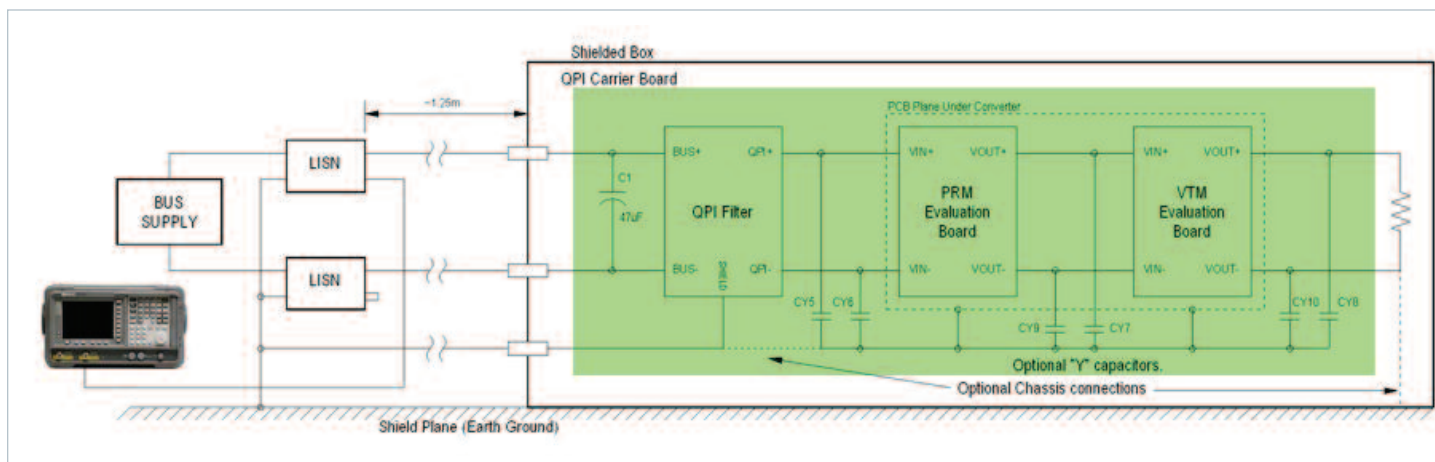 Shielded Box
QPI Carrier Board
~1.25m
PCB Plane Under Converter
LISN
BUS+
QPI+
VIN+
VOUT+
VIN+
VOUT+
C1
47uF
BUS
SUPPLY
QPI Filter
PRM
Evaluation
Board
VTM
Evaluation
Board
LISN
BUS-
SHIELD
QPI-
VIN-
VOUT-
VIN-
VOUT-
CY5
CY6
CY9
CY7
CY10
CY8
Optional "Y" capacitors.
Optional Chassis connections
Shield Plane (Earth Ground)